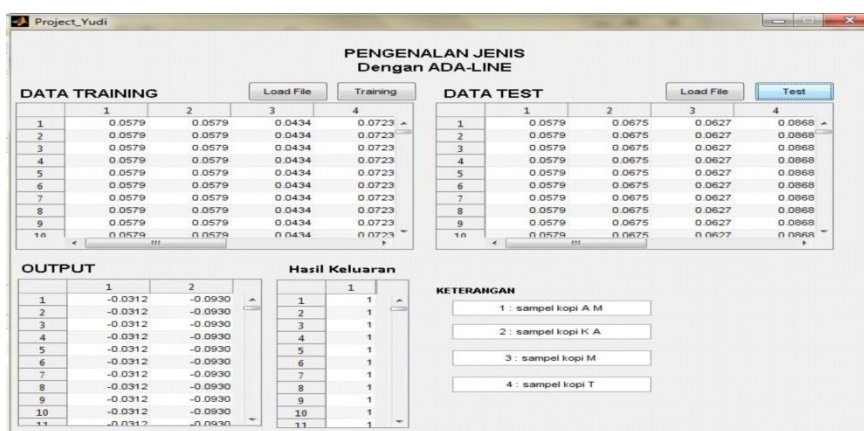 Project_Yudi
PENGENALAN JENIS
Dengan ADA-LINE
DATA TRAINING Load File Training
1 2 3 4
1 0.0579 0.0579 0.0434 0.0723
2 0.0579 0.0579 0.0434 0.0723
3 0.0579 0.0579 0.0434 0.0723
4 0.0579 0.0579 0.0434 0.0723
5 0.0579 0.0579 0.0434 0.0723
6 0.0579 0.0579 0.0434 0.0723
7 0.0579 0.0579 0.0434 0.0723
8 0.0579 0.0579 0.0434 0.0723
9 0.0579 0.0579 0.0434 0.0723
10 0.0579 0.0579 0.0434 0.0723
DATA TEST Load File Test
1 2 3 4
1 0.0579 0.0675 0.0627 0.0868
2 0.0579 0.0675 0.0627 0.0868
3 0.0579 0.0675 0.0627 0.0868
4 0.0579 0.0675 0.0627 0.0868
5 0.0579 0.0675 0.0627 0.0868
6 0.0579 0.0675 0.0627 0.0868
7 0.0579 0.0675 0.0627 0.0868
8 0.0579 0.0675 0.0627 0.0868
9 0.0579 0.0675 0.0627 0.0868
10 0.0579 0.0675 0.0627 0.0868
OUTPUT
1 2
1 -0.0312 -0.0930
2 -0.0312 -0.0930
3 -0.0312 -0.0930
4 -0.0312 -0.0930
5 -0.0312 -0.0930
6 -0.0312 -0.0930
7 -0.0312 -0.0930
8 -0.0312 -0.0930
9 -0.0312 -0.0930
10 -0.0312 -0.0930
11 -0.0312 -0.0930
Hasil Keluaran
1
1 1
2 1
3 1
4 1
5 1
6 1
7 1
8 1
9 1
10 1
11 1
KETERANGAN
1 : sampel kopi A M
2 : sampel kopi K A
3 : sampel kopi M
4 : sampel kopi T